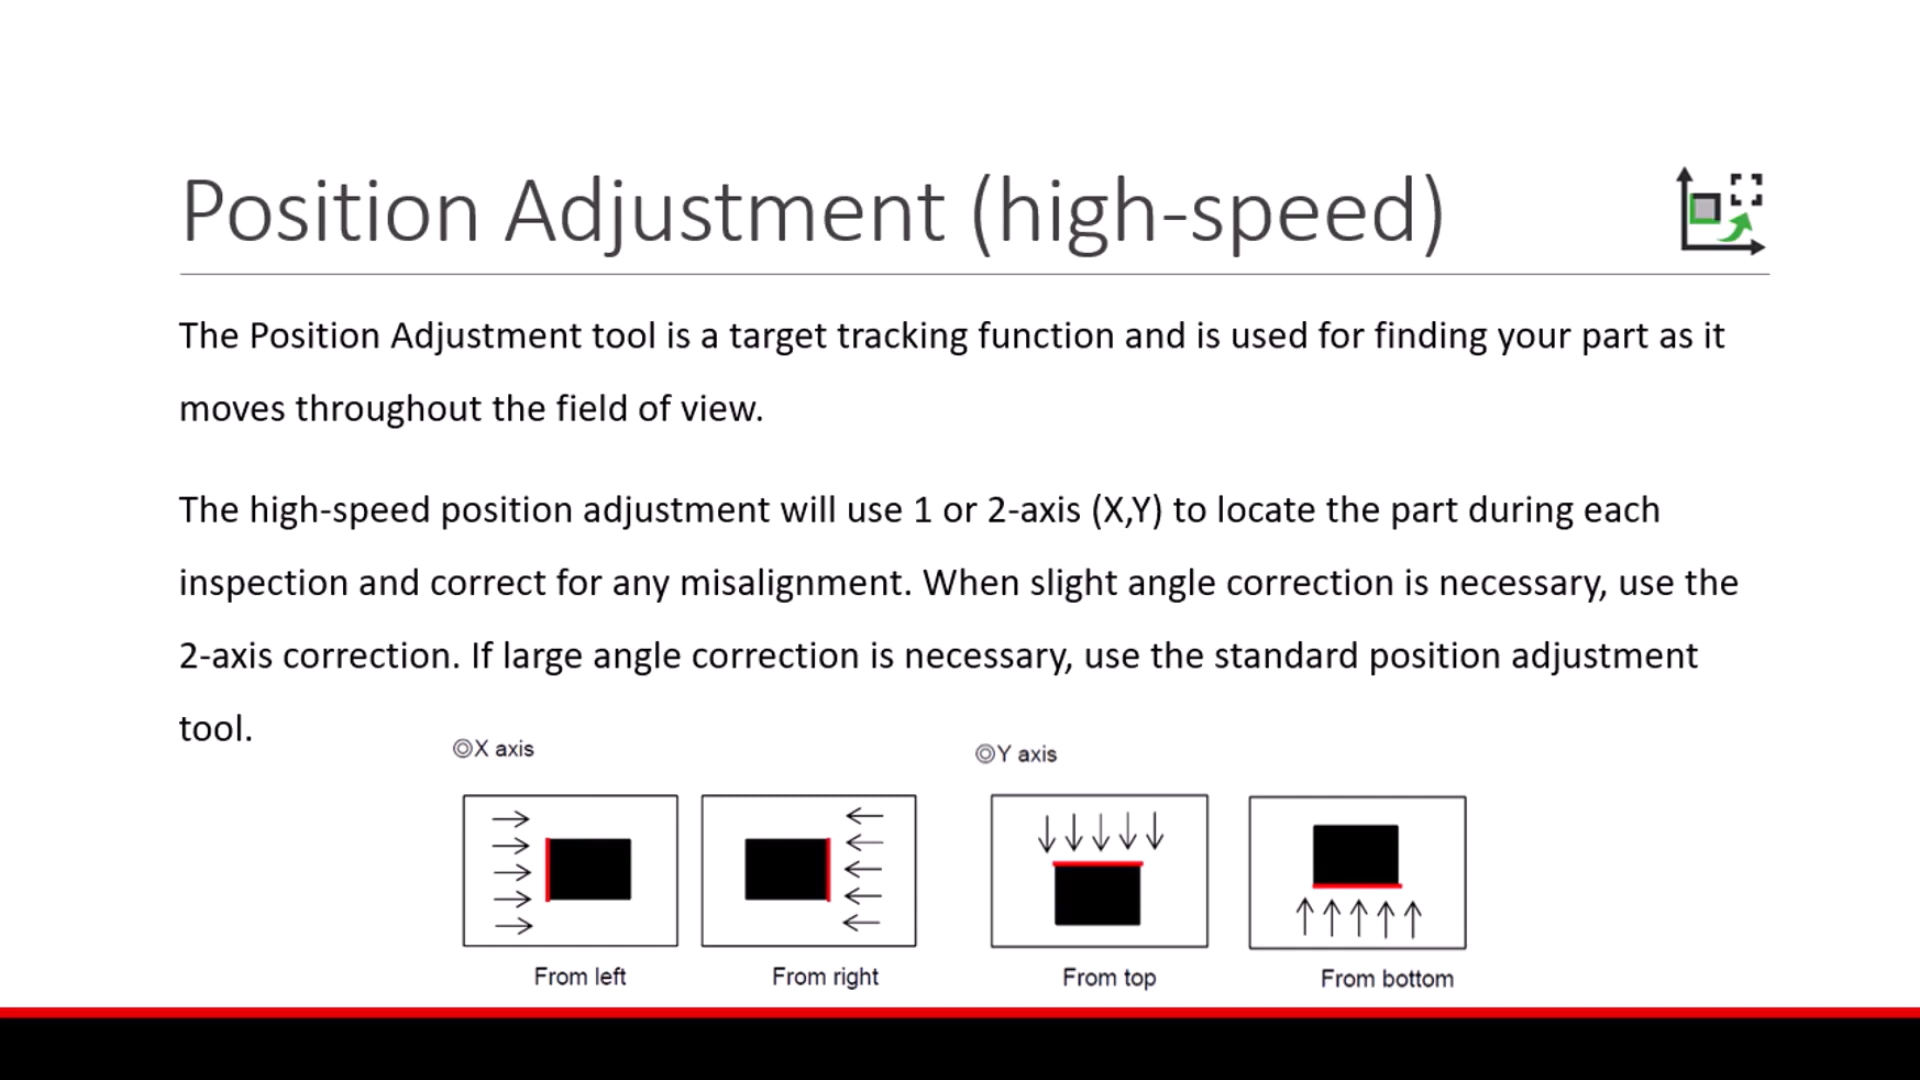 Position Adjustment (high-speed)
The Position Adjustment tool is a target tracking function and is used for finding your part as it
moves throughout the field of view.
The high-speed position adjustment will use 1 or 2-axis (X,Y) to locate the part during each
inspection and correct for any misalignment. When slight angle correction is necessary, use the
2-axis correction. If large angle correction is necessary, use the standard position adjustment
tool.
◎X axis
◎Y axis
From left
From right
From top
From bottom